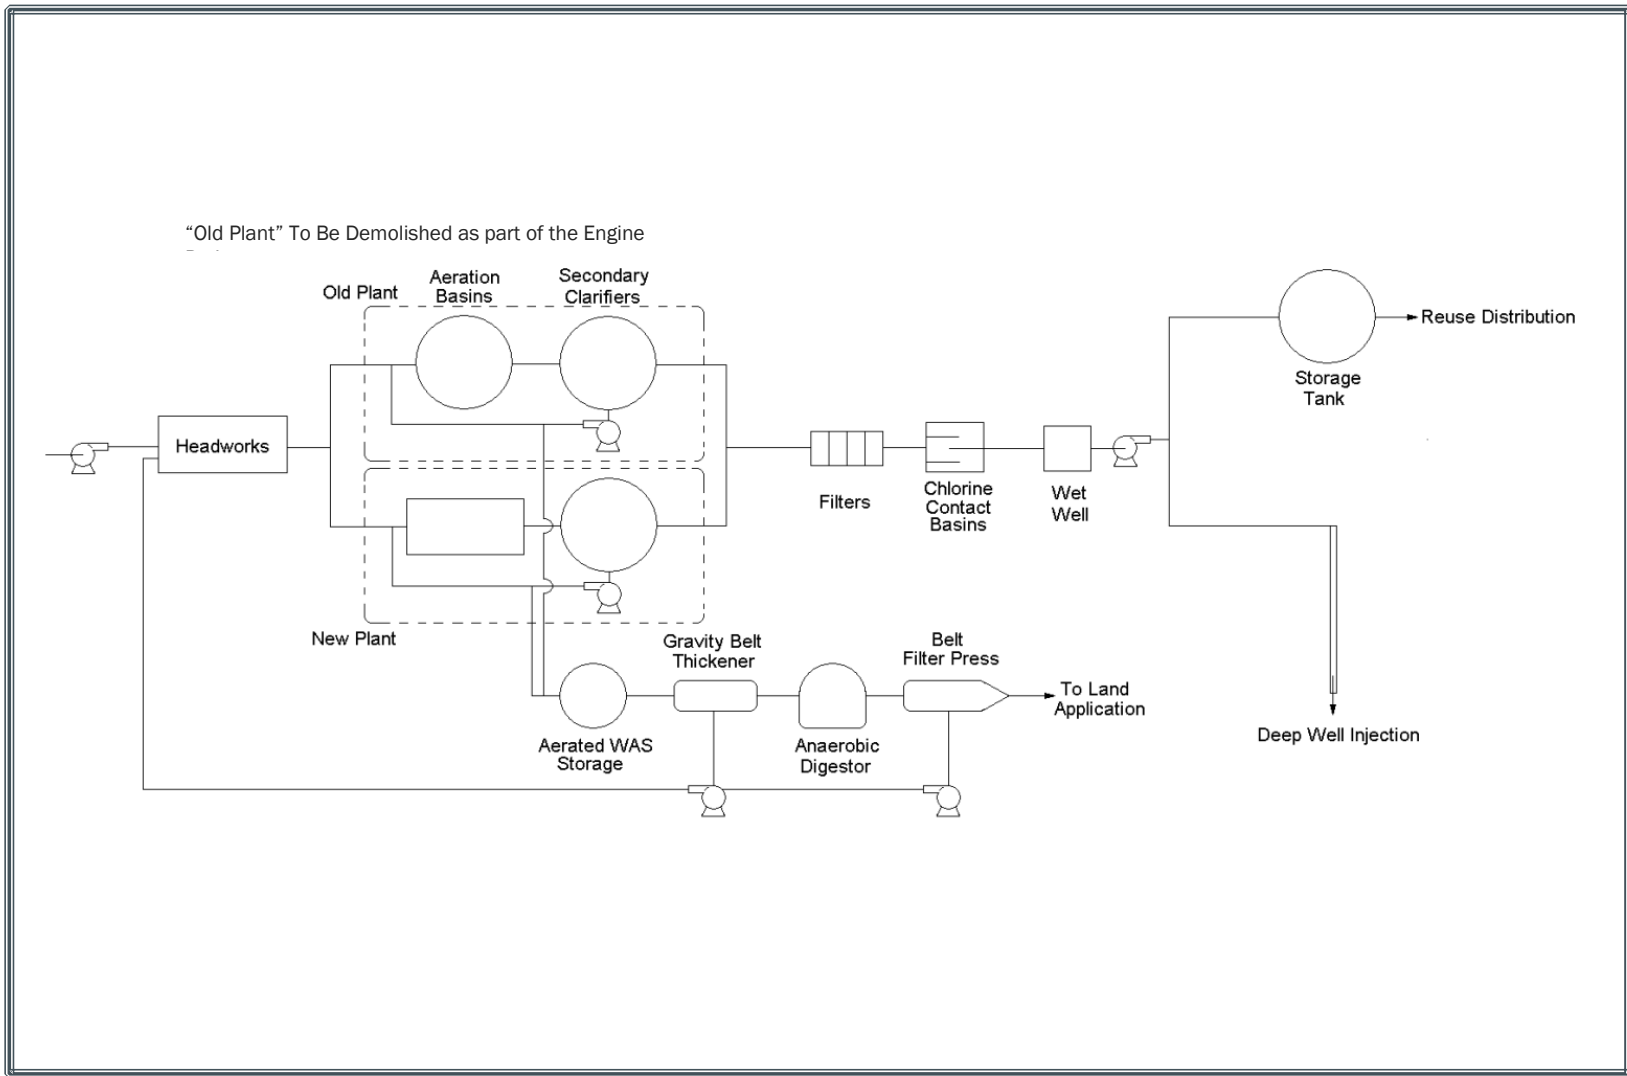 “Old Plant” To Be Demolished as part of the Engine
Old Plant
Aeration
Basins
Secondary
Clarifiers
Headworks
New Plant
Filters
Chlorine
Contact
Basins
Wet
Well
Storage
Tank
Reuse Distribution
Deep Well Injection
Gravity Belt
Thickener
Belt
Filter Press
To Land
Application
Aerated WAS
Storage
Anaerobic
Digestor